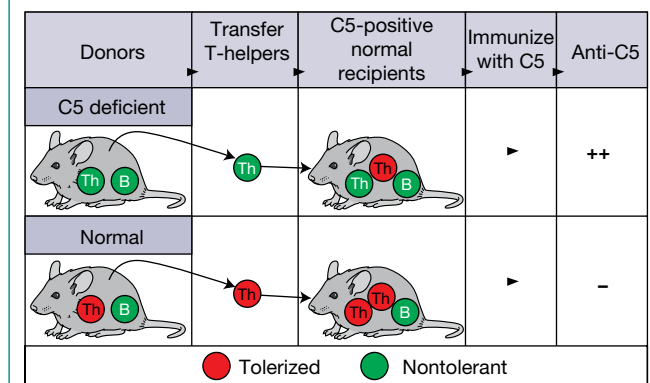 Donors
Transfer
T-helpers
C5-positive
normal
recipients
Immunize
with C5
Anti-C5
C5 deficient
Th
B
Th
Th
Th
B
++
Normal
Th
B
Th
Th
Th
B
–
Tolerized
Nontolerant